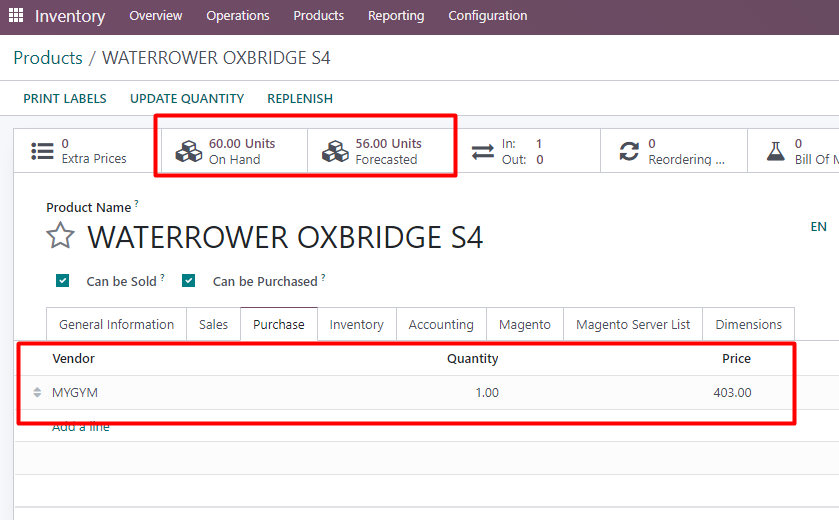 Inventory Overview Operations Products Reporting Configuration
Products / WATERROWER OXBRIDGE S4
PRINT LABELS UPDATE QUANTITY REPLENISH
0
Extra Prices
60.00 Units
On Hand
56.00 Units
Forecasted
In: 1
Out: 0
0
Reordering ...
0
Bill Of M
Product Name ?
EN
WATERROWER OXBRIDGE S4
Can be Sold ? Can be Purchased ?
General Information Sales Purchase Inventory Accounting Magento Magento Server List Dimensions
Vendor Quantity Price
MYGYM 1.00 403.00
Add a line